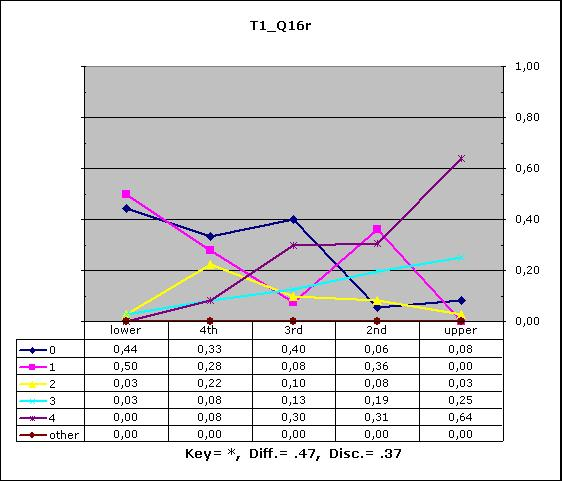 T1_Q16r
1,00
0,80
0,60
0,40
0,20
0,00
lower 4th 3rd 2nd upper
0 0,44 0,33 0,40 0,06 0,08
1 0,50 0,28 0,08 0,36 0,00
2 0,03 0,22 0,10 0,08 0,03
3 0,03 0,08 0,13 0,19 0,25
4 0,00 0,08 0,30 0,31 0,64
other 0,00 0,00 0,00 0,00 0,00
Key= *, Diff.= .47, Disc.= .37